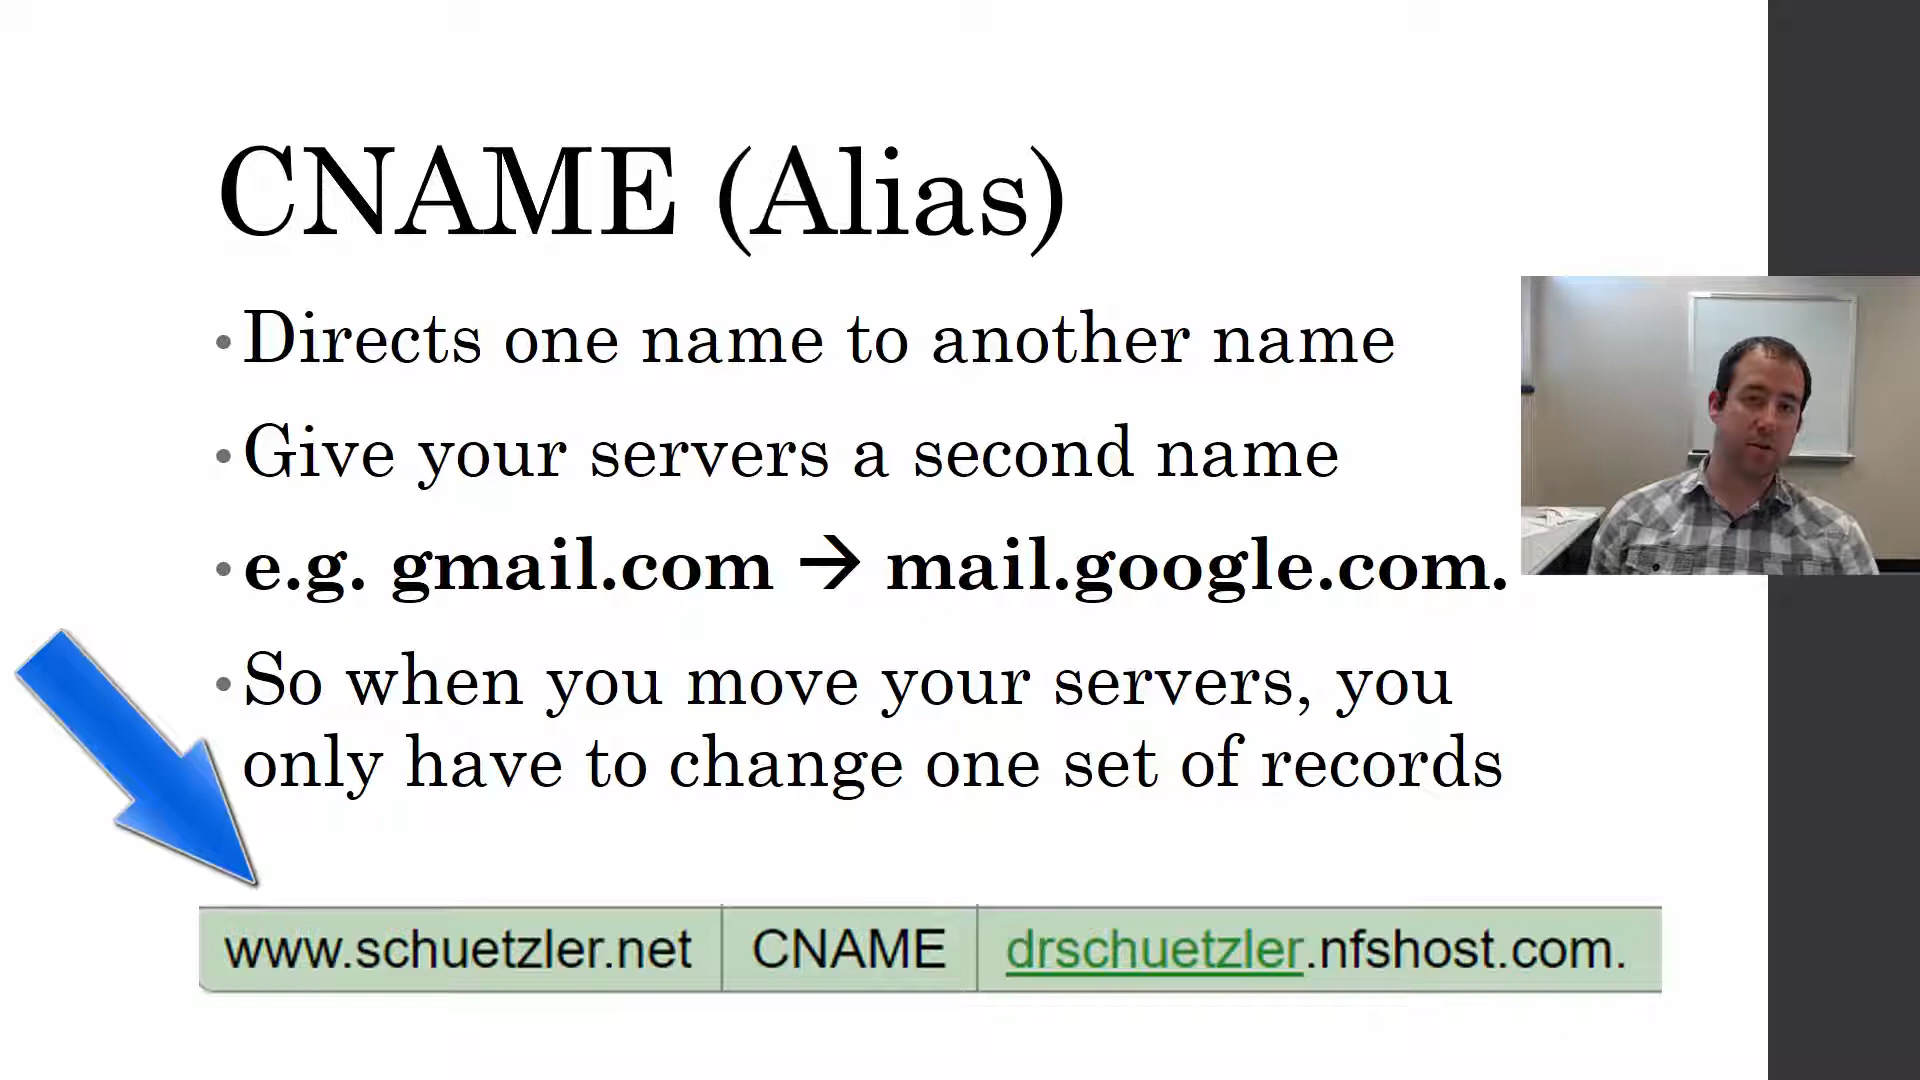 CNAME (Alias)
• Directs one name to another name
• Give your servers a second name
• e.g. gmail.com → mail.google.com.
• So when you move your servers, you
only have to change one set of records
www.schuetzler.net CNAME drschuetzler.nfshost.com.